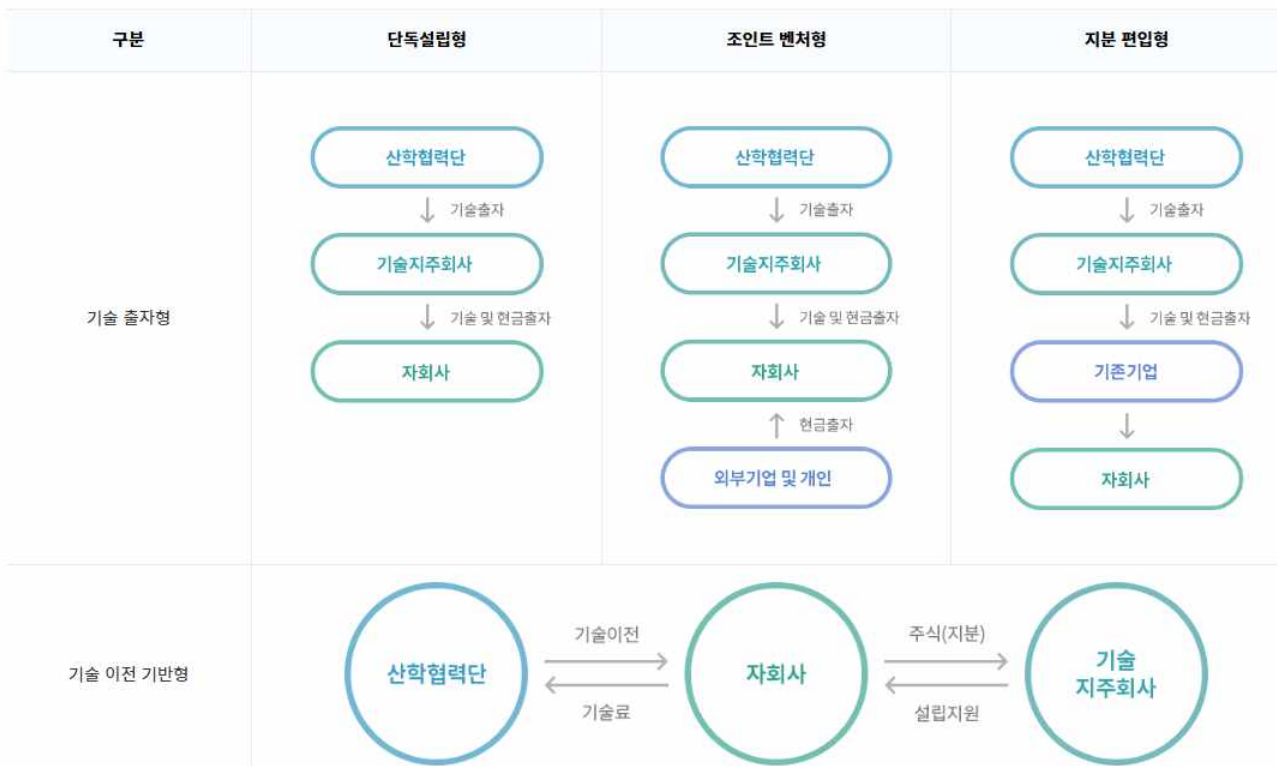 구분
단독설립형
조인트 벤처형
지분 편입형
기술 출자형
산학협력단
기술출자
기술지주회사
기술 및 현금출자
자회사
산학협력단
기술출자
기술지주회사
기술 및 현금출자
자회사
현금출자
외부기업 및 개인
산학협력단
기술출자
기술지주회사
기술 및 현금출자
기존기업
자회사
기술 이전 기반형
산학협력단
기술이전
기술료
자회사
주식(지분)
설립지원
기술
지주회사